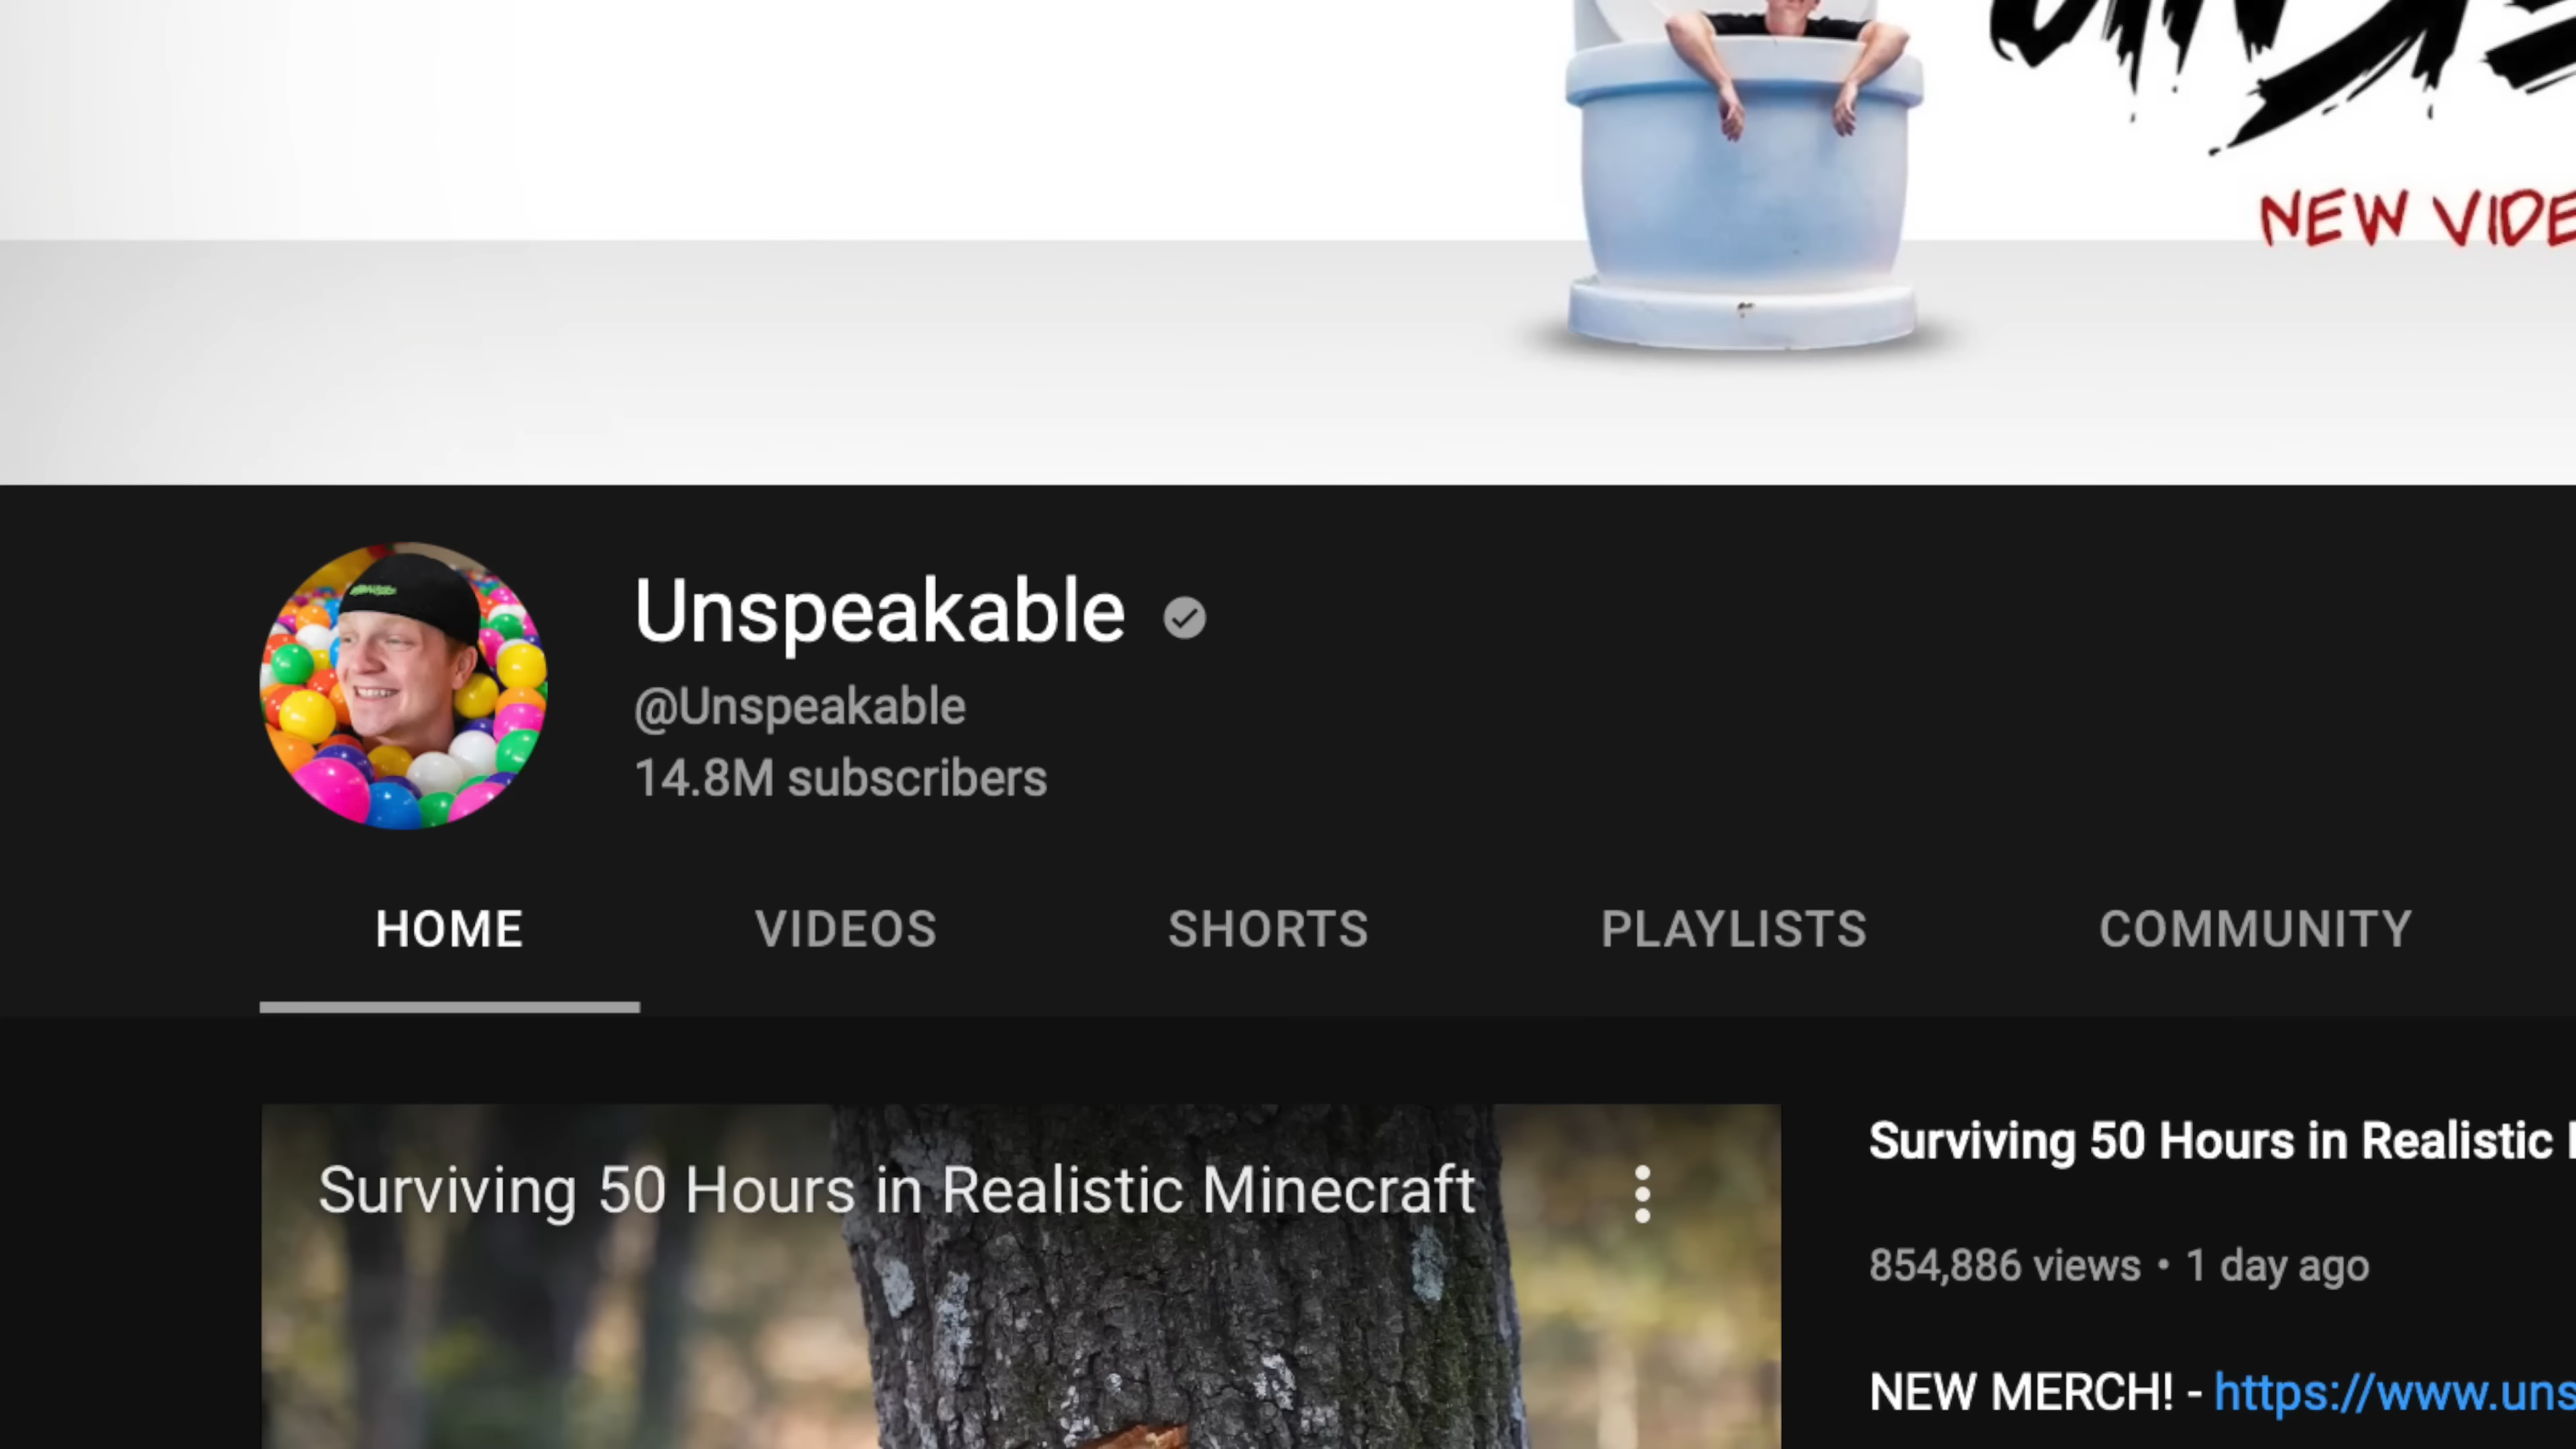 NEW
Unspeakable
@Unspeakable
14.8M subscribers
HOME VIDEOS SHORTS PLAYLISTS COMMUNITY
Surviving 50 Hours in Realistic Minecraft
Surviving 50 Hours in Realistic
854,886 views • 1 day ago
NEW MERCH! - https://www.uns